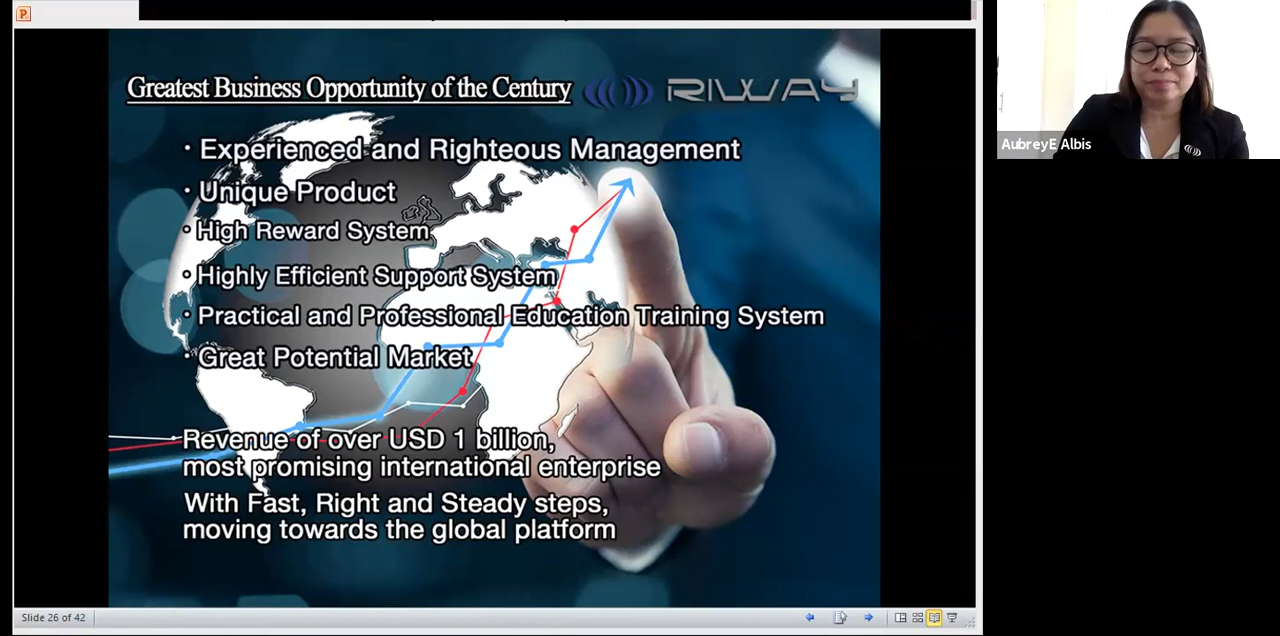 Greatest Business Opportunity of the Century RIWAY
· Experienced and Righteous Management
· Unique Product
· High Reward System
· Highly Efficient Support System
· Practical and Professional Education Training System
· Great Potential Market
Revenue of over USD 1 billion,
most promising international enterprise
With Fast, Right and Steady steps,
moving towards the global platform
Slide 26 of 42
AubreyE Albis